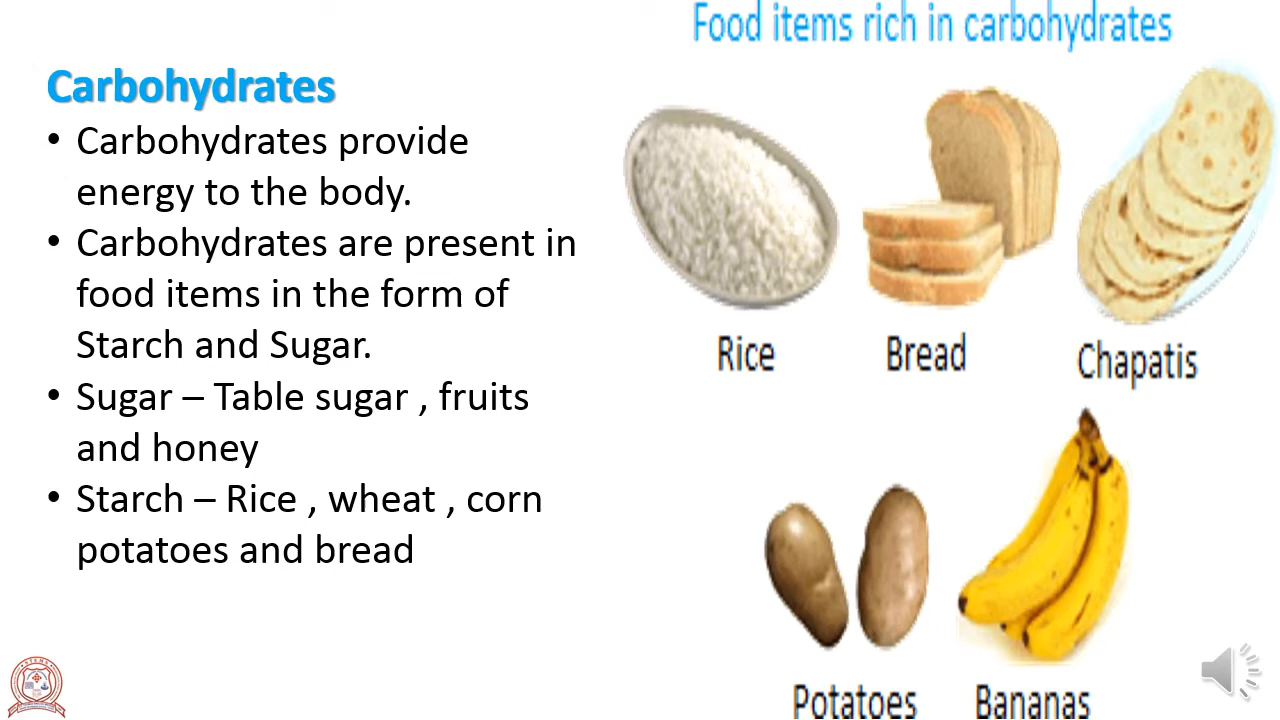 Food items rich in carbohydrates
Carbohydrates
• Carbohydrates provide
energy to the body.
• Carbohydrates are present in
food items in the form of
Starch and Sugar.
• Sugar – Table sugar , fruits
and honey
• Starch – Rice , wheat , corn
potatoes and bread
Rice
Bread
Chapatis
Potatoes
Bananas